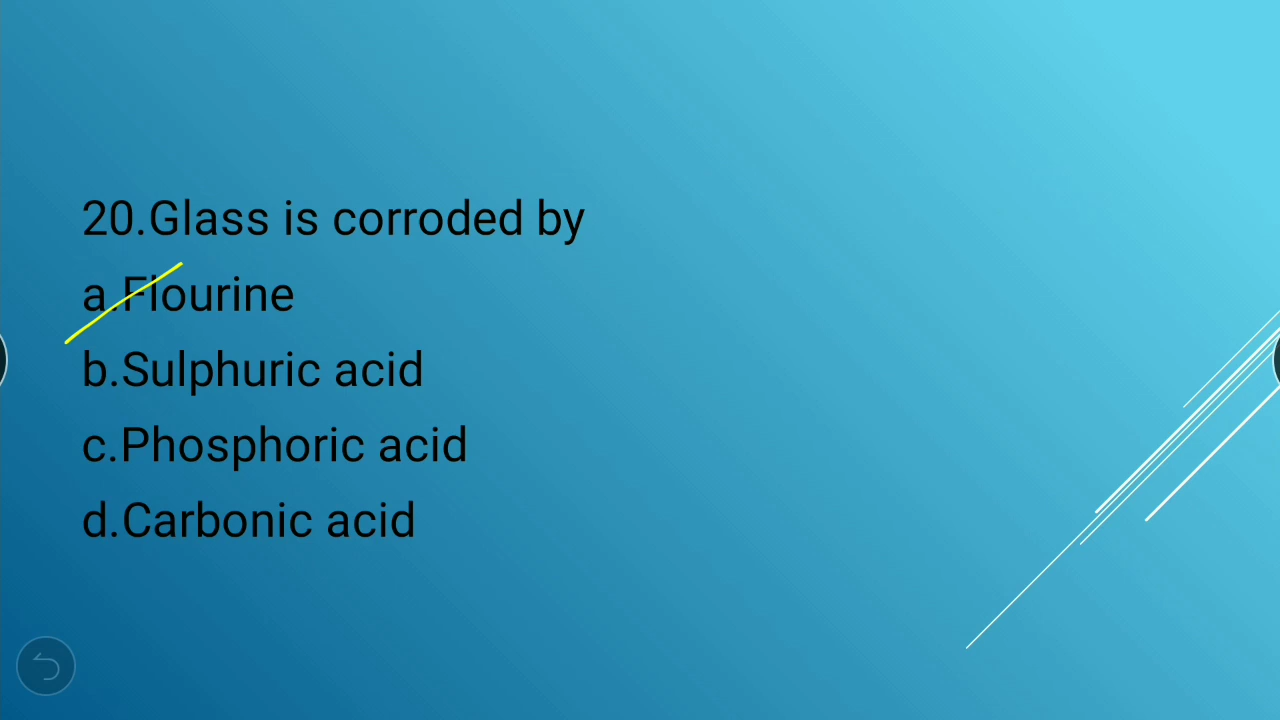 20.Glass is corroded by
a.Flourine
b.Sulphuric acid
c.Phosphoric acid
d.Carbonic acid